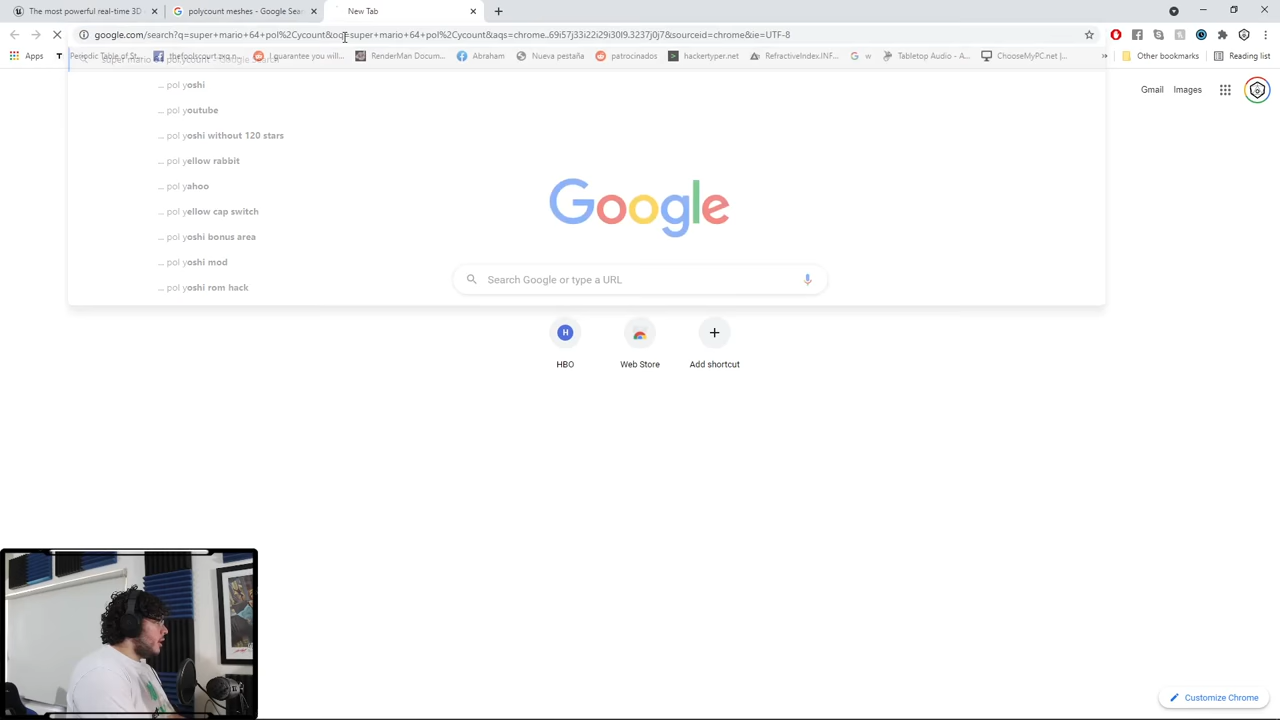 The most powerful real-time 3D
polycount meshes - Google Sea
New Tab
google.com/search?q=super+mario+64+pol%2Cycount&oq=super+mario+64+pol%2Cycount&aqs=chrome..69i57j33i22i29i30l9.3237j0j7&sourceid=chrome&ie=UTF-8
Apps
Periodic Table of St...
thefoolscourt.zeg n...
I guarantee you will...
RenderMan Docum...
Abraham
Nueva pestaña
patrocinados
hackertyper.net
RefractiveIndex.INF...
w
Tabletop Audio - A...
ChooseMyPC.net |...
Other bookmarks
Reading list
... pol yoshi
... pol youtube
... pol yoshi without 120 stars
... pol yellow rabbit
... pol yahoo
... pol yellow cap switch
... pol yoshi bonus area
... pol yoshi mod
... pol yoshi rom hack
Gmail
Images
Google
Search Google or type a URL
H
HBO
Web Store
Add shortcut
Customize Chrome